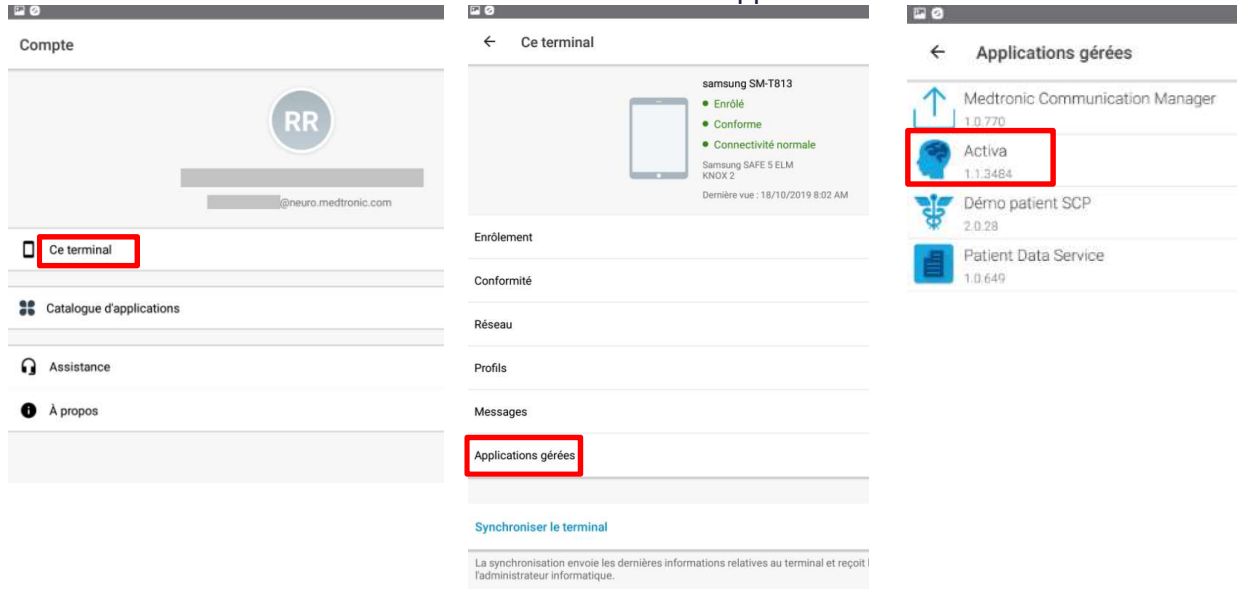 Compte
RR
@neuro.medtronic.com
Ce terminal
Catalogue d'applications
Assistance
À propos
Ce terminal
samsung SM-T813
Enrôlé
Conforme
Connectivité normale
Samsung SAFE 5 ELM
KNOX 2
Dernière vue : 18/10/2019 8:02 AM
Enrôlement
Conformité
Réseau
Profils
Messages
Applications gérées
Synchroniser le terminal
La synchronisation envoie les dernières informations relatives au terminal et reçoit
l'administrateur informatique.
Applications gérées
Medtronic Communication Manager
1.0.770
Activa
1.1.3484
Démo patient SCP
2.0.28
Patient Data Service
1.0.649